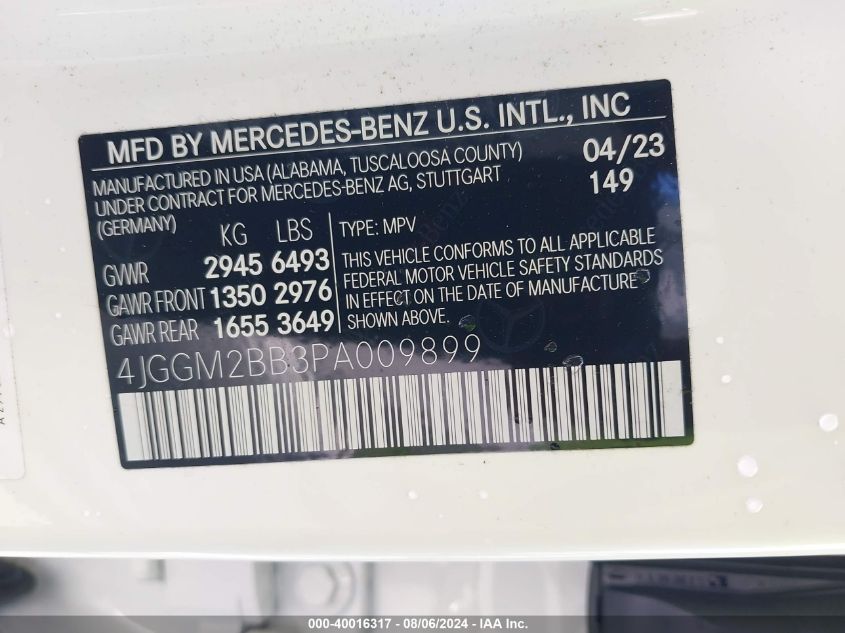 MFD BY MERCEDES-BENZ U.S. INTL., INC
MANUFACTURED IN USA (ALABAMA, TUSCALOOSA COUNTY)
UNDER CONTRACT FOR MERCEDES-BENZ AG, STUTTGART
(GERMANY)
04/23
149
KG LBS
GVWR 2945 6493
GAWR FRONT 1350 2976
GAWR REAR 1655 3649
TYPE: MPV
THIS VEHICLE CONFORMS TO ALL APPLICABLE
FEDERAL MOTOR VEHICLE SAFETY STANDARDS
IN EFFECT ON THE DATE OF MANUFACTURE
SHOWN ABOVE.
4JGGM2BB3PA009899
000-40016317 - 08/06/2024 - IAA Inc.